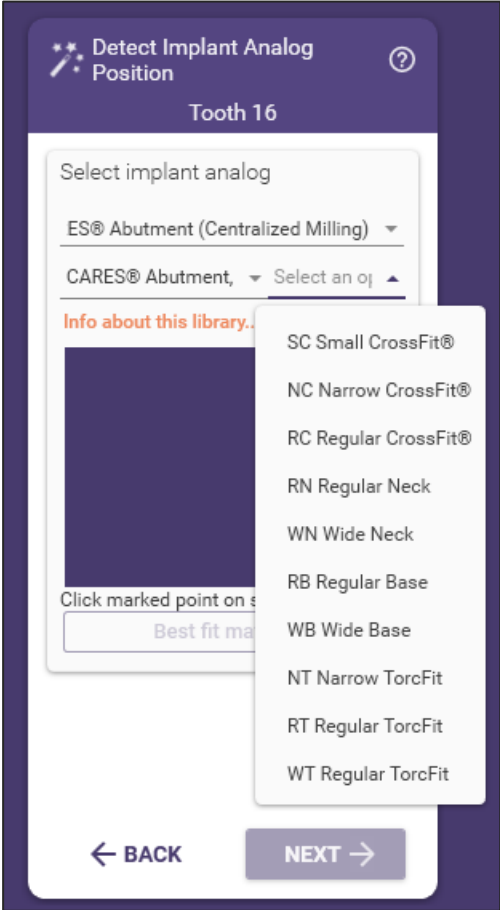 Detect Implant Analog
Position
Tooth 16
Select implant analog
ES® Abutment (Centralized Milling)
CARES® Abutment, Select an op
Info about this library..
SC Small CrossFit®
NC Narrow CrossFit®
RC Regular CrossFit®
RN Regular Neck
WN Wide Neck
RB Regular Base
WB Wide Base
NT Narrow TorcFit
RT Regular TorcFit
WT Regular TorcFit
Click marked point on s
Best fit ma
BACK
NEXT